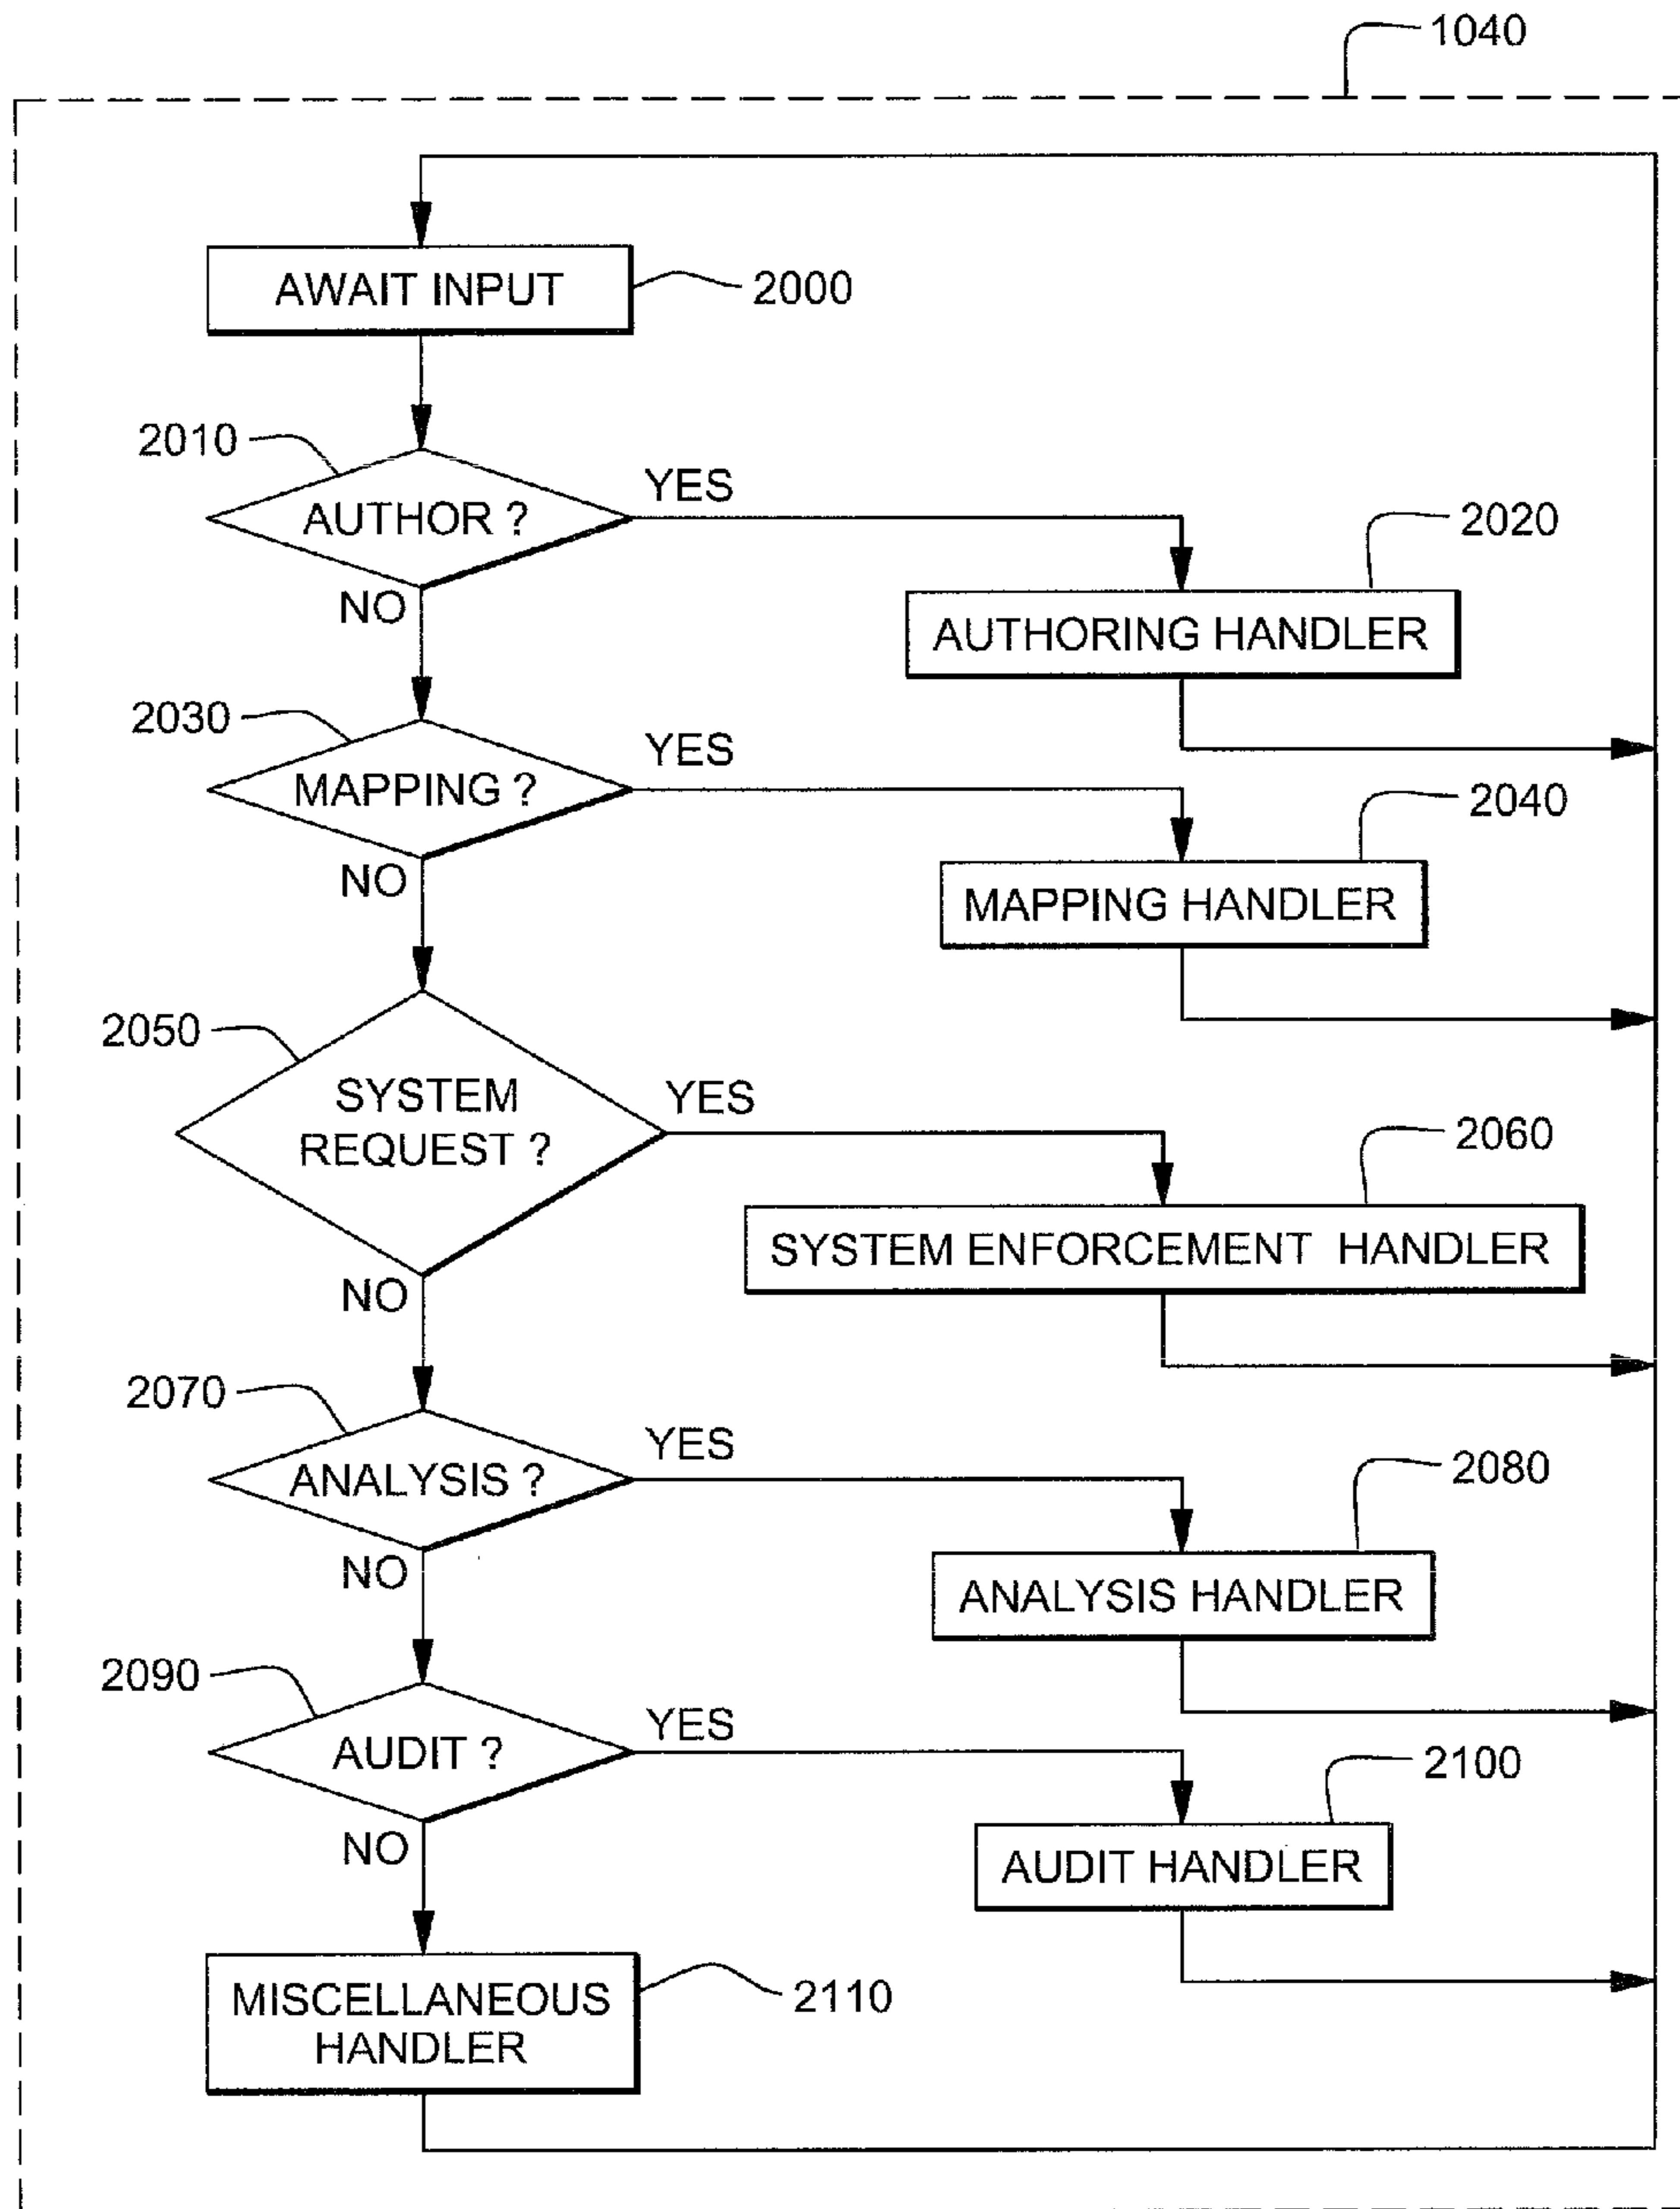 1040
AWAIT INPUT
2000
2010
AUTHOR ?
YES
NO
2020
AUTHORING HANDLER
2030
MAPPING ?
YES
NO
2040
MAPPING HANDLER
2050
SYSTEM
REQUEST ?
YES
NO
2060
SYSTEM ENFORCEMENT HANDLER
2070
ANALYSIS ?
YES
NO
2080
ANALYSIS HANDLER
2090
AUDIT ?
YES
NO
2100
AUDIT HANDLER
MISCELLANEOUS
HANDLER
2110